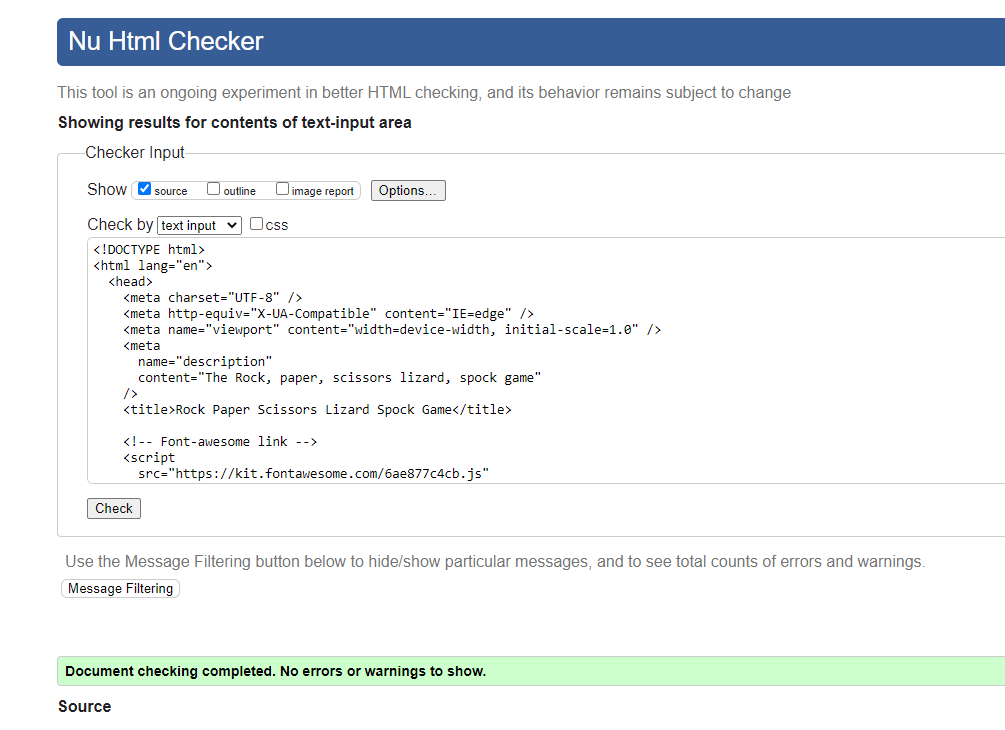 Nu Html Checker
This tool is an ongoing experiment in better HTML checking, and its behavior remains subject to change
Showing results for contents of text-input area
Checker Input
Show source outline image report Options...
Check by text input css
<!DOCTYPE html>
<html lang="en">
  <head>
    <meta charset="UTF-8" />
    <meta http-equiv="X-UA-Compatible" content="IE=edge" />
    <meta name="viewport" content="width=device-width, initial-scale=1.0" />
    <meta
      name="description"
      content="The Rock, paper, scissors lizard, spock game"
    />
    <title>Rock Paper Scissors Lizard Spock Game</title>
    <!-- Font-awesome link -->
    <script
      src="https://kit.fontawesome.com/6ae877c4cb.js"
Check
Use the Message Filtering button below to hide/show particular messages, and to see total counts of errors and warnings.
Message Filtering
Document checking completed. No errors or warnings to show.
Source